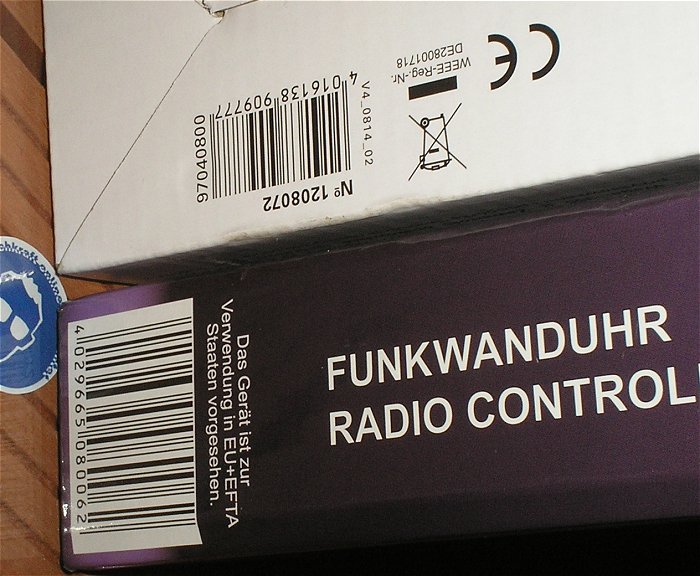 CE
WEEE-Reg.-Nr.
DE28001718
V4_0814_02
4 016138 909777
97040800
№ 1208072
FUNKWANDUHR
RADIO CONTROL
Das Gerät ist zur
Verwendung in EU+EFTA
Staaten vorgesehen.
4 029665 080062